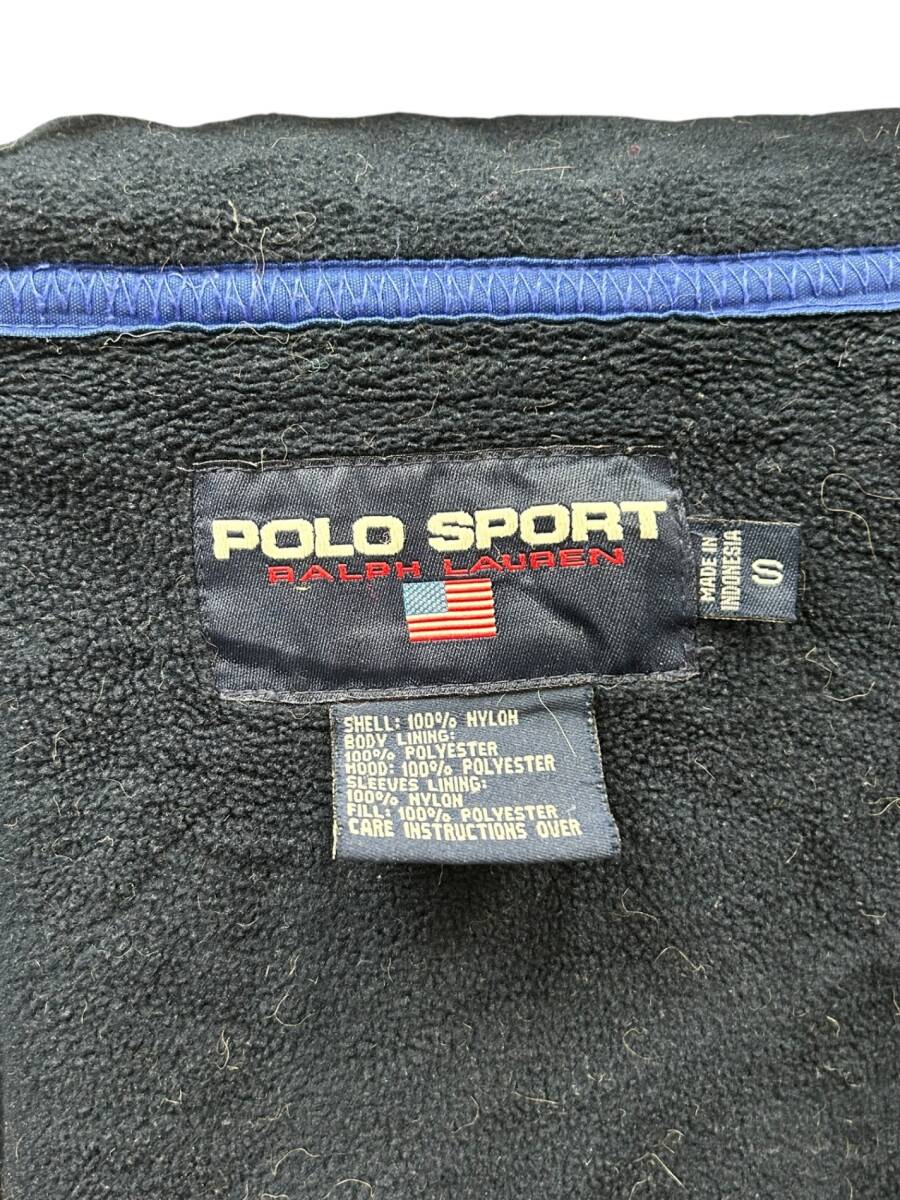 POLO SPORT
RALPH LAUREN
MADE IN
INDONESIA
S
SHELL: 100% NYLON
BODY LINING:
100% POLYESTER
HOOD: 100% POLYESTER
SLEEVES LINING:
100% NYLON
FILL: 100% POLYESTER
CARE INSTRUCTIONS OVER